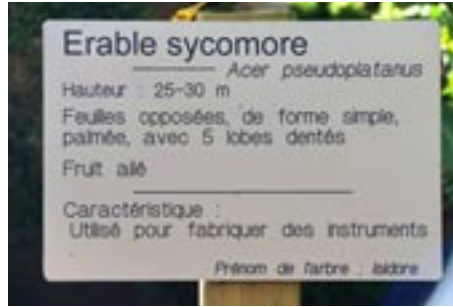 Erable sycomore
Acer pseudoplatanus
Hauteur : 25-30 m
Feuilles opposées, de forme simple,
palmée, avec 5 lobes dentés
Fruit ailé
Caractéristique :
Utilisé pour fabriquer des instruments
Prénom de l'arbre : Isidore